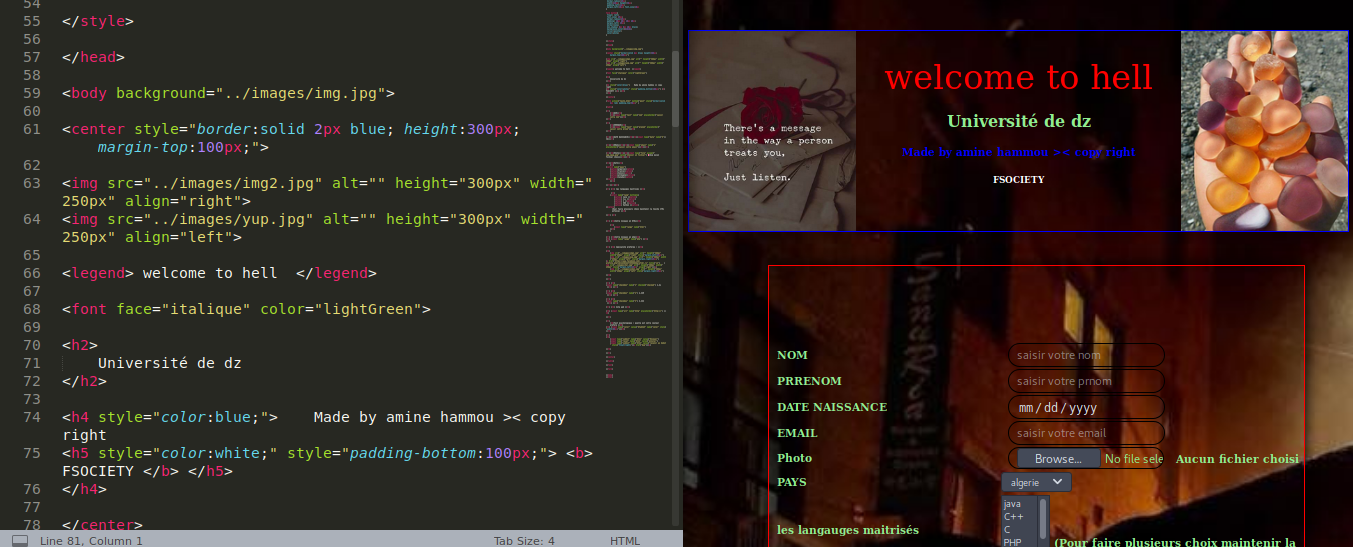 54
55 </style>
56
57 </head>
58
59 <body background="../images/img.jpg">
60
61 <center style="border:solid 2px blue; height:300px;
margin-top:100px;">
62
63 <img src="../images/img2.jpg" alt="" height="300px" width="
250px" align="right">
64 <img src="../images/yup.jpg" alt="" height="300px" width="
250px" align="left">
65
66 <legend> welcome to hell  </legend>
67
68 <font face="italique" color="lightGreen">
69
70 <h2>
71 Université de dz
72 </h2>
73
74 <h4 style="color:blue;">    Made by amine hammou >< copy
right
75 <h5 style="color:white;" style="padding-bottom:100px;"> <b>
FSOCIETY </b> </h5>
76 </h4>
77
78 </center>
Line 81, Column 1
Tab Size: 4
HTML
There's a message
in the way a person
treats you.
Just listen.
welcome to hell
Université de dz
Made by amine hammou >< copy right
FSOCIETY
NOM saisir votre nom
PRRENOM saisir votre prnom
DATE NAISSANCE mm/dd/yyyy
EMAIL saisir votre email
Photo Browse... No file sele Aucun fichier choisi
PAYS algerie
java
C++
les langauges maitrisés C
PHP (Pour faire plusieurs choix maintenir la